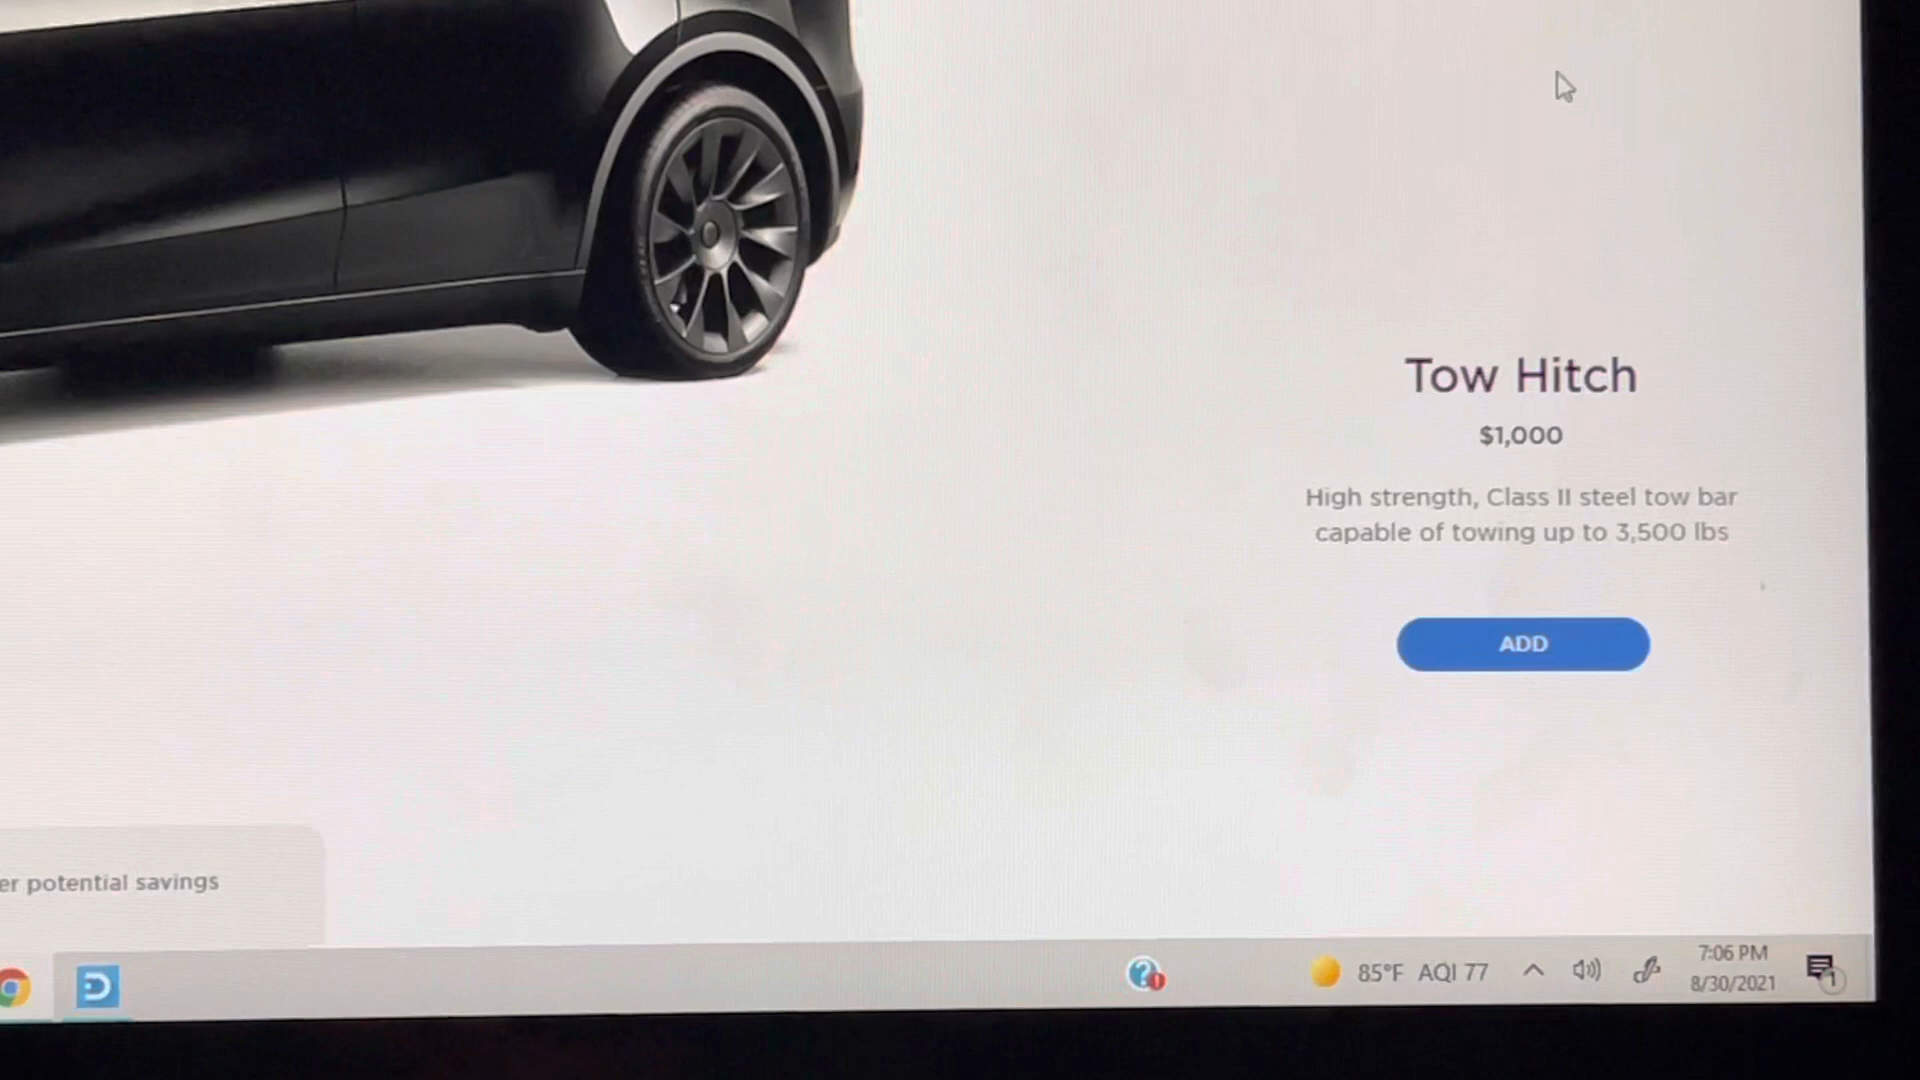 Tow Hitch
$1,000
High strength, Class II steel tow bar
capable of towing up to 3,500 lbs
ADD
er potential savings
85°F AQI 77
7:06 PM
8/30/2021
1